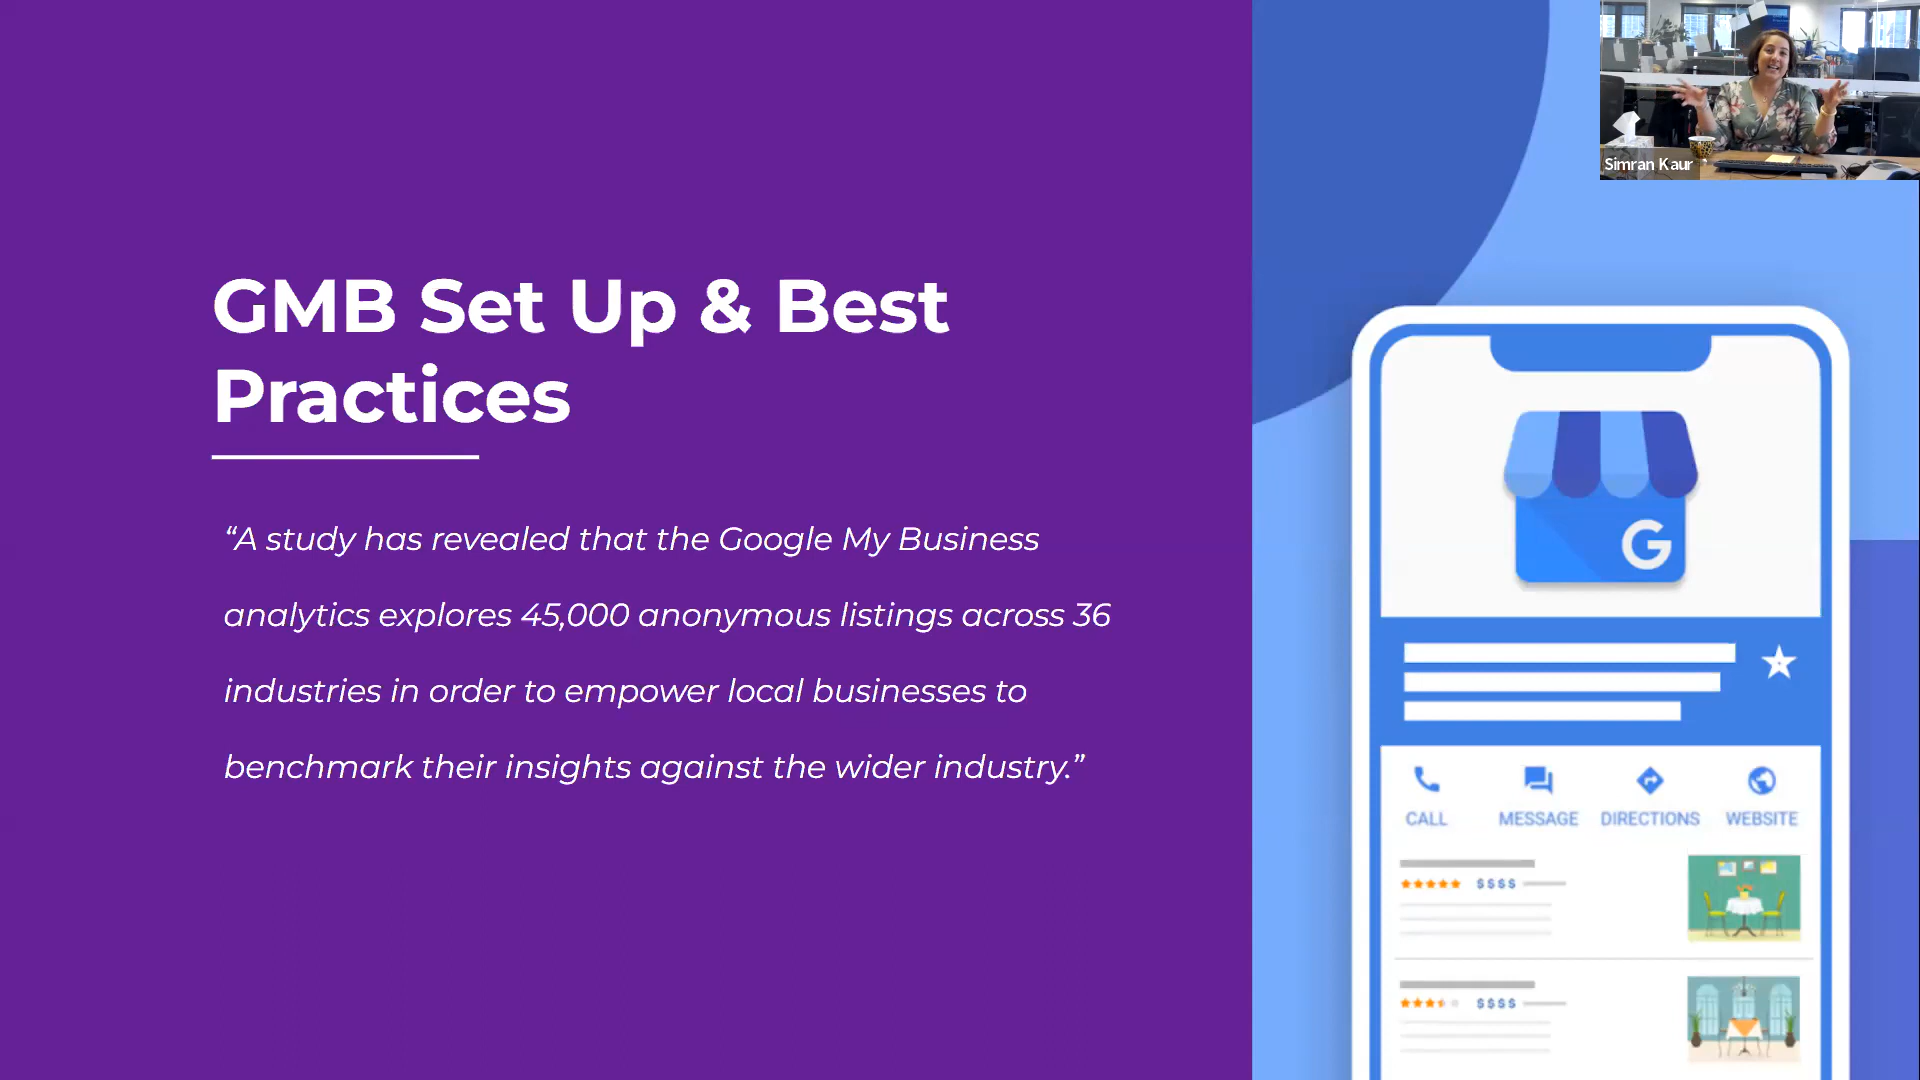 GMB Set Up & Best
Practices
“A study has revealed that the Google My Business
analytics explores 45,000 anonymous listings across 36
industries in order to empower local businesses to
benchmark their insights against the wider industry.”
Simran Kaur
G
CALL MESSAGE DIRECTIONS WEBSITE
$$$$
$$$$